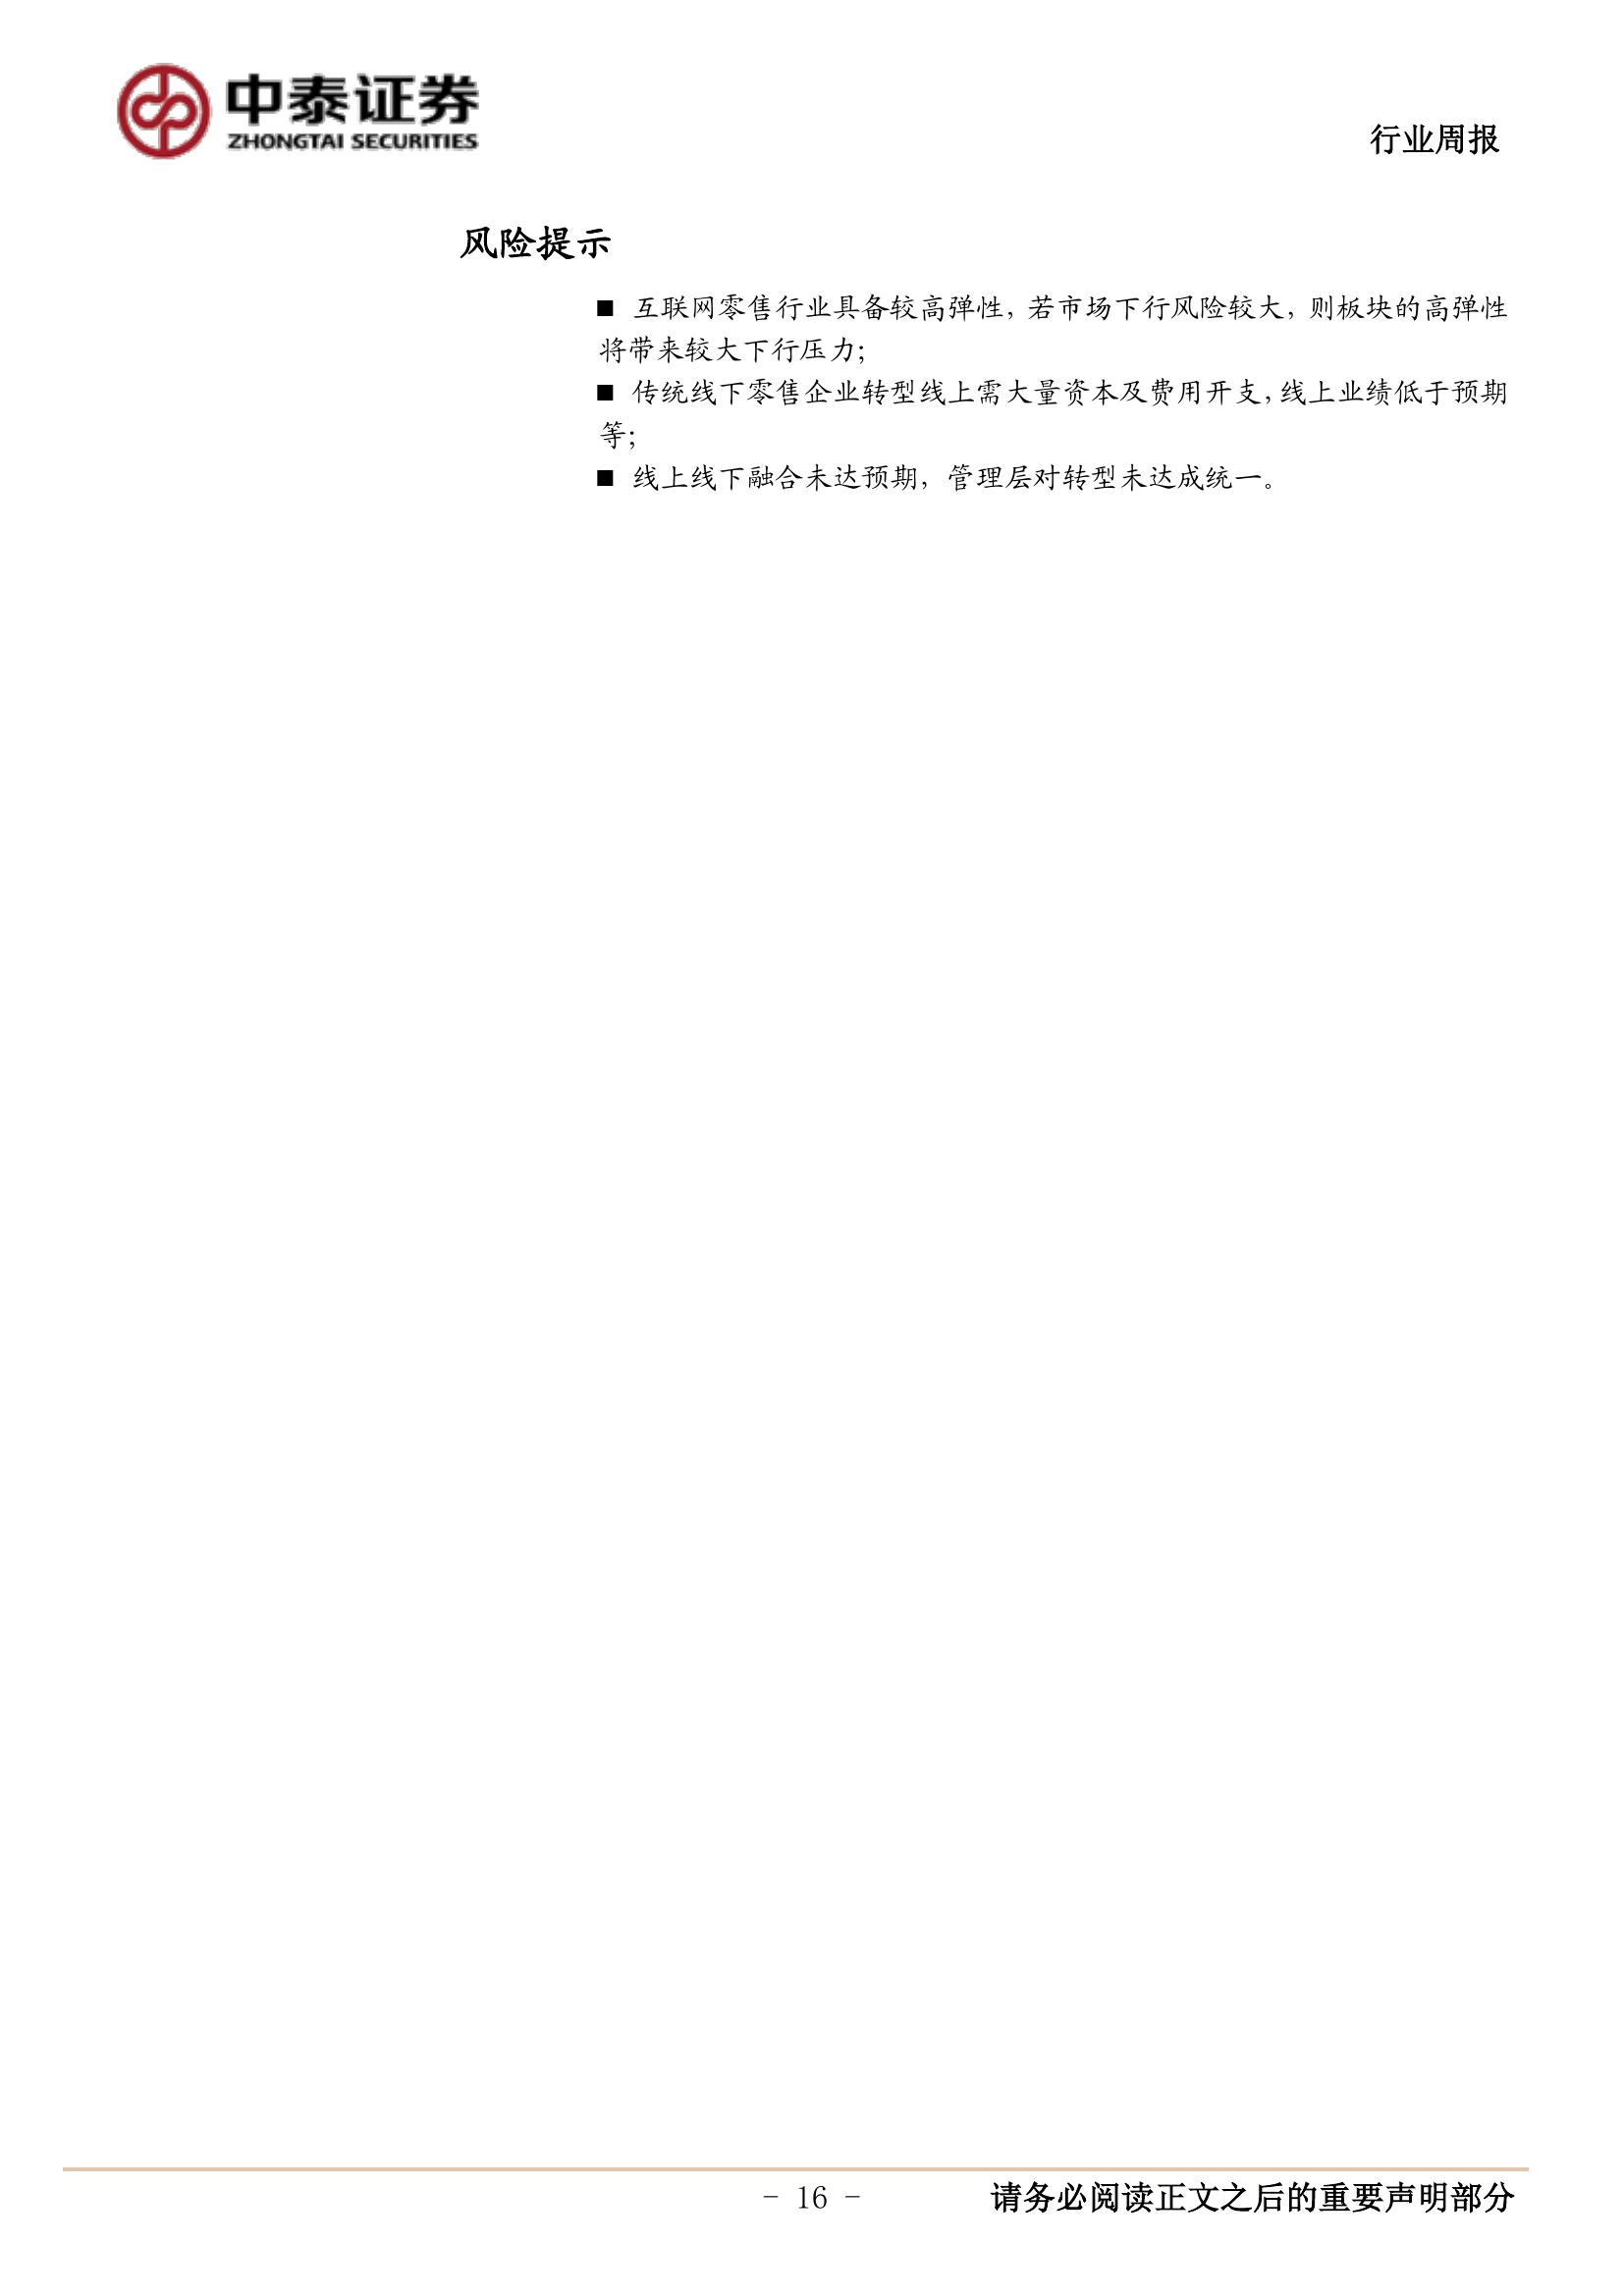 中泰证券
ZHONGTAI SECURITIES
行业周报
风险提示
■ 互联网零售行业具备较高弹性，若市场下行风险较大，则板块的高弹性
将带来较大下行压力；
■ 传统线下零售企业转型线上需大量资本及费用开支，线上业绩低于预期
等；
■ 线上线下融合未达预期，管理层对转型未达成统一。
- 16 -
请务必阅读正文之后的重要声明部分